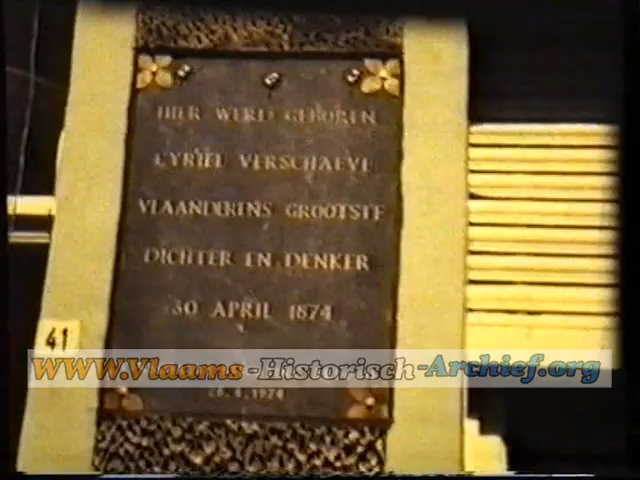 HIER WERD GEBOREN
CYRIEL VERSCHAEVE
VLAANDERENS GROOTSTE
DICHTER EN DENKER
30 APRIL 1874
41
WWW.Vlaams-Historisch-Archief.org
1974